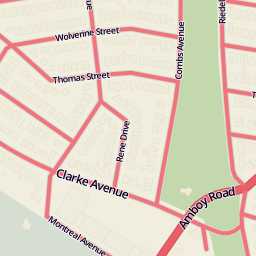 Wolverine Street
Thomas Street
Combs Avenue
Rene Drive
Clarke Avenue
Amboy Road
Montreal Avenue